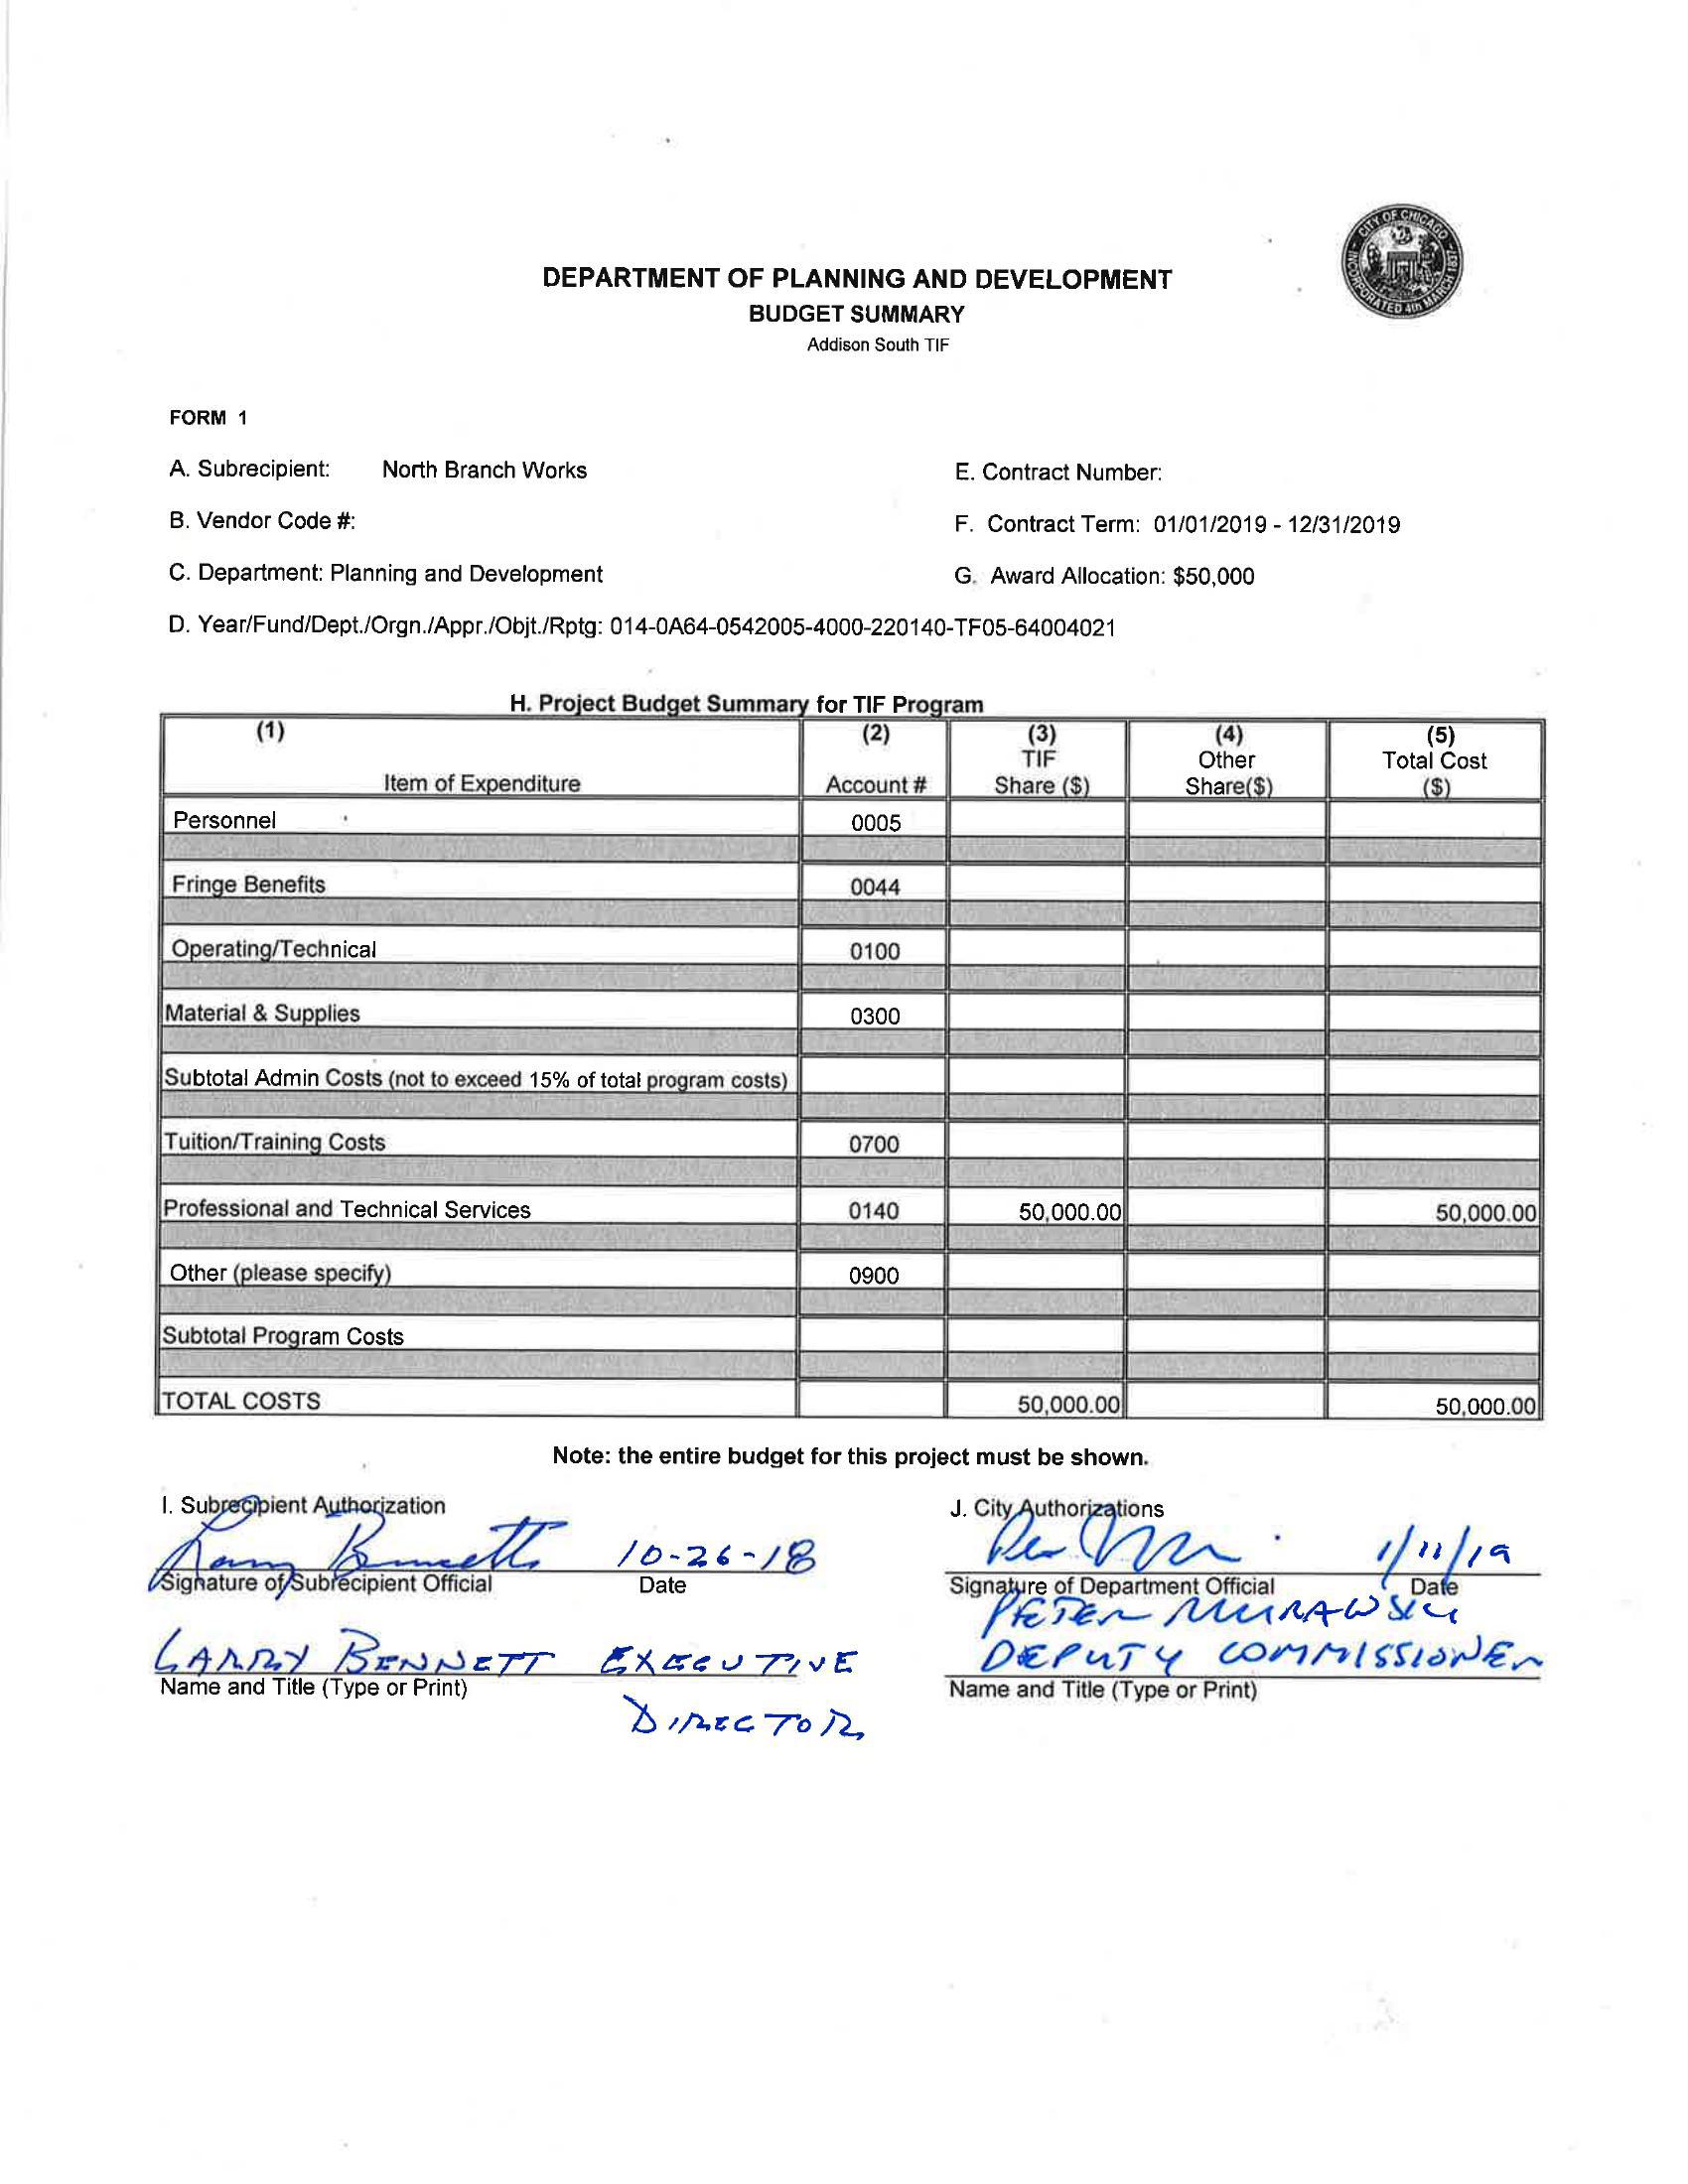 CITY OF CHICAGO
INCORPORATED 4th MARCH 1837
DEPARTMENT OF PLANNING AND DEVELOPMENT
BUDGET SUMMARY
Addison South TIF
FORM 1
A. Subrecipient: North Branch Works
E. Contract Number:
B. Vendor Code #:
F. Contract Term: 01/01/2019 - 12/31/2019
C. Department: Planning and Development
G. Award Allocation: $50,000
D. Year/Fund/Dept./Orgn./Appr./Objt./Rptg: 014-0A64-0542005-4000-220140-TF05-64004021
H. Project Budget Summary for TIF Program
(1) (2) (3) (4) (5)
TIF Other Total Cost
Item of Expenditure Account # Share ($) Share($) ($)
Personnel 0005
Fringe Benefits 0044
Operating/Technical 0100
Material & Supplies 0300
Subtotal Admin Costs (not to exceed 15% of total program costs)
Tuition/Training Costs 0700
Professional and Technical Services 0140 50,000.00 50,000.00
Other (please specify) 0900
Subtotal Program Costs
TOTAL COSTS 50,000.00 50,000.00
Note: the entire budget for this project must be shown.
I. Subrecipient Authorization
Larry Bennett 10-26-18
Signature of Subrecipient Official Date
LARRY BENNETT EXECUTIVE
Name and Title (Type or Print)
DIRECTOR
J. City Authorizations
1/11/19
Signature of Department Official Date
PETER MURAWSKI
DEPUTY COMMISSIONER
Name and Title (Type or Print)